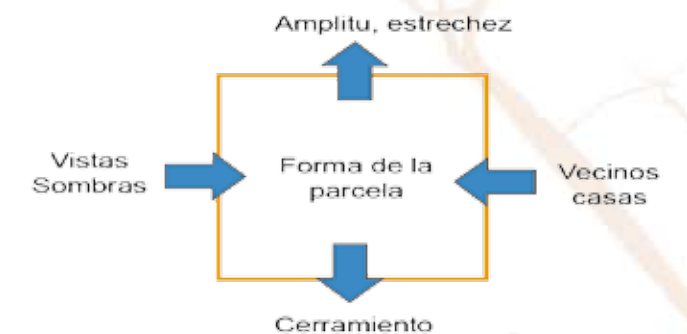 Amplitu, estrechez
Vistas
Sombras
Forma de la
parcela
Vecinos
casas
Cerramiento